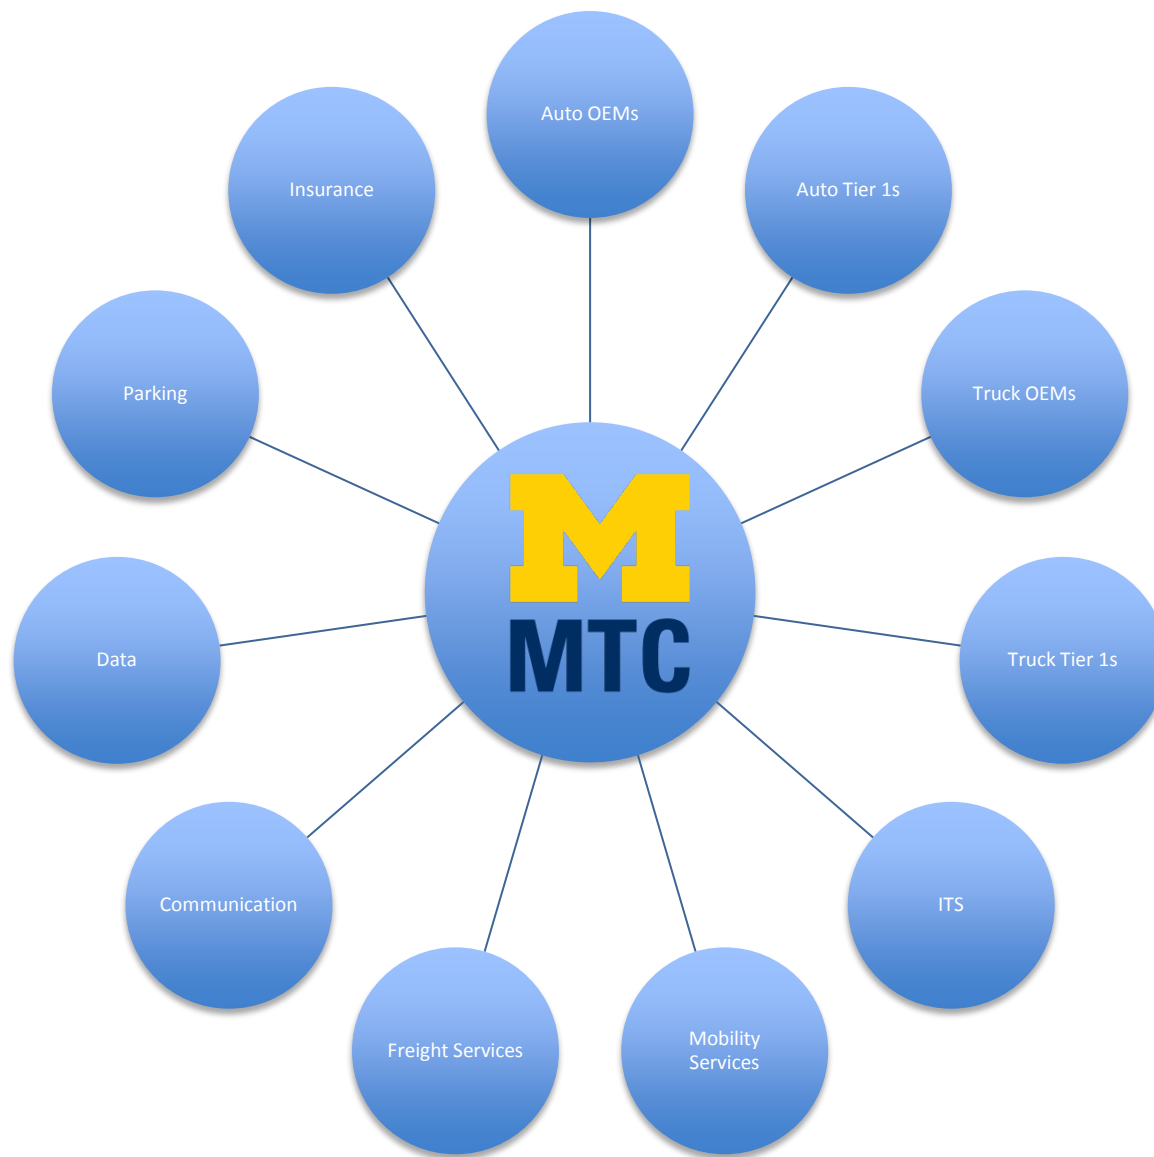 Auto OEMs
Auto Tier 1s
Truck OEMs
Truck Tier 1s
ITS
Mobility
Services
Freight Services
Communication
Data
Parking
Insurance
M
MTC